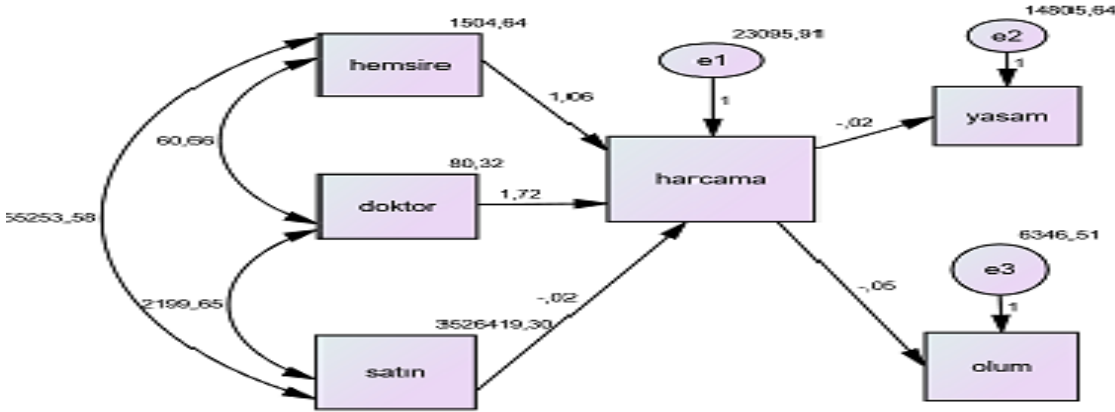 1504,64
hemsire
60,66
55253,58
80,32
doktor
2199,65
3526419,30
satın
1,06
1,72
-,02
23095,91
e1
1
harcama
-,02
14805,64
e2
1
yasam
-,05
6346,51
e3
1
olum